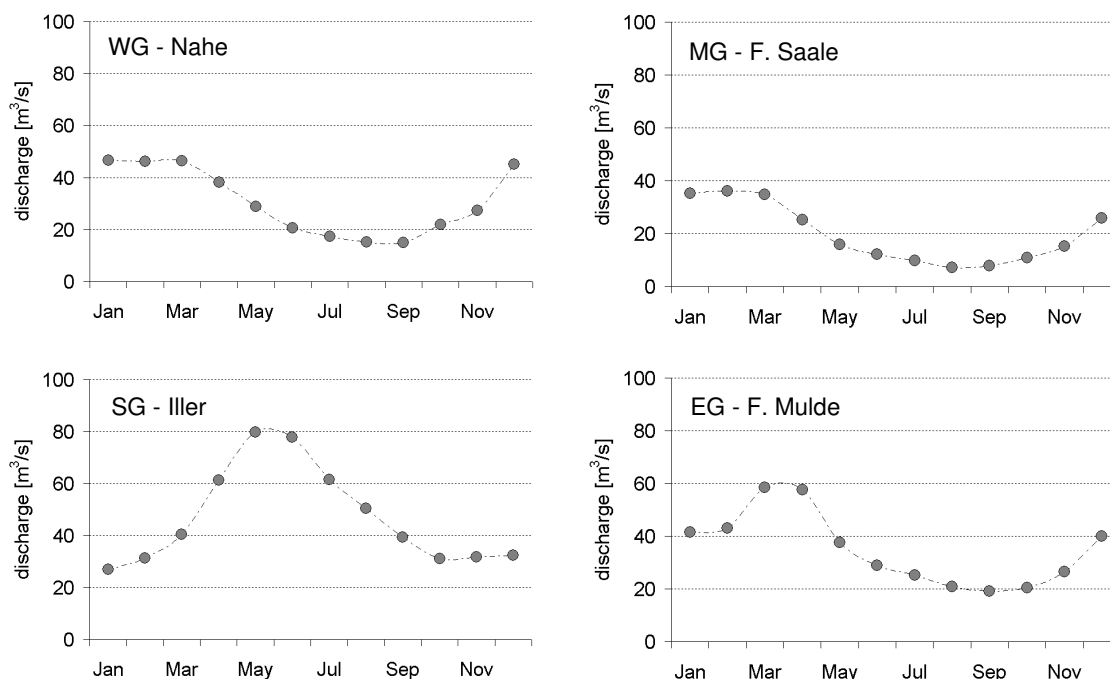 WG - Nahe
discharge [m³/s]
100
80
60
40
20
0
Jan Mar May Jul Sep Nov
MG - F. Saale
discharge [m³/s]
100
80
60
40
20
0
Jan Mar May Jul Sep Nov
SG - Iller
discharge [m³/s]
100
80
60
40
20
0
Jan Mar May Jul Sep Nov
EG - F. Mulde
discharge [m³/s]
100
80
60
40
20
0
Jan Mar May Jul Sep Nov